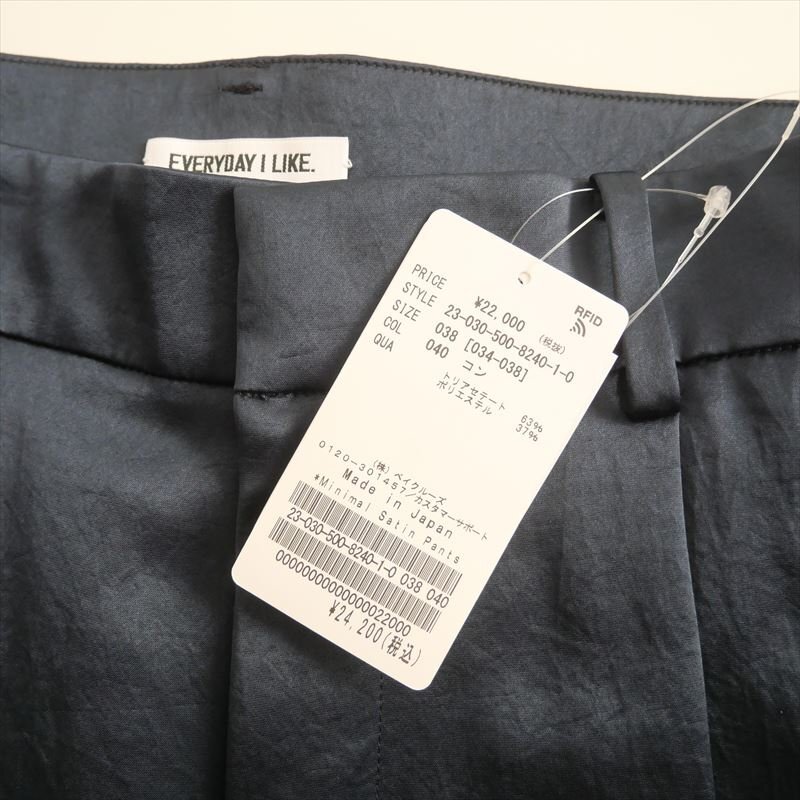 EVERYDAY I LIKE.
RFID
PRICE ¥22,000 (税抜)
STYLE 23-030-500-8240-1-0
SIZE 038 [034-038]
COL 040 コン
QUA トリアセテート 63%
ポリエステル 37%
(株) ベイクルーズ
0120-301457/カスタマーサポート
Made in Japan
*Minimal Satin Pants
23-030-500-8240-1-0 038 040
0000000000000000022000
¥24,200(税込)